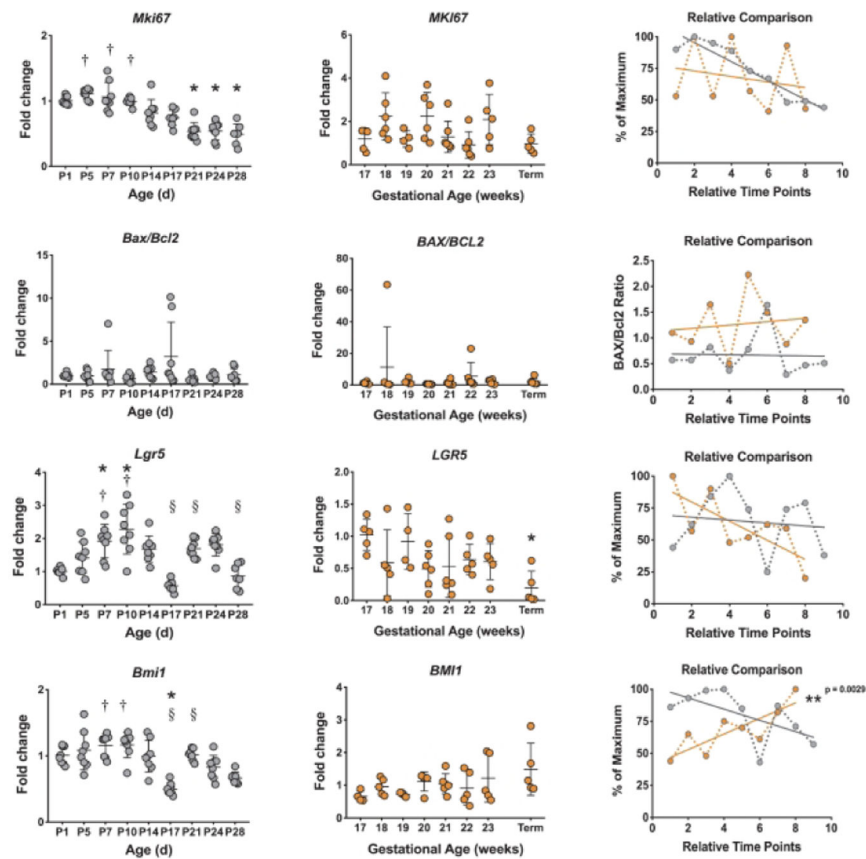 Mki67
Fold change
2
1
0
† † † * * *
P1 P5 P7 P10 P14 P17 P21 P24 P28
Age (d)
MKI67
Fold change
6
4
2
0
17 18 19 20 21 22 23 Term
Gestational Age (weeks)
Relative Comparison
% of Maximum
100
75
50
25
0
0 2 4 6 8 10
Relative Time Points
Bax/Bcl2
Fold change
15
10
5
0
P1 P5 P7 P10 P14 P17 P21 P24 P28
Age (d)
BAX/BCL2
Fold change
80
60
40
20
0
17 18 19 20 21 22 23 Term
Gestational Age (weeks)
Relative Comparison
BAX/Bcl2 Ratio
2.5
2.0
1.5
1.0
0.5
0.0
0 2 4 6 8 10
Relative Time Points
Lgr5
Fold change
4
3
2
1
0
* *
† † § § §
P1 P5 P7 P10 P14 P17 P21 P24 P28
Age (d)
LGR5
Fold change
1.5
1.0
0.5
0.0
*
17 18 19 20 21 22 23 Term
Gestational Age (weeks)
Relative Comparison
% of Maximum
100
75
50
25
0
0 2 4 6 8 10
Relative Time Points
Bmi1
Fold change
2
1
0
*
† † § §
P1 P5 P7 P10 P14 P17 P21 P24 P28
Age (d)
BMI1
Fold change
4
3
2
1
0
17 18 19 20 21 22 23 Term
Gestational Age (weeks)
Relative Comparison
% of Maximum
100
75
50
25
0
** p = 0.0029
0 2 4 6 8 10
Relative Time Points